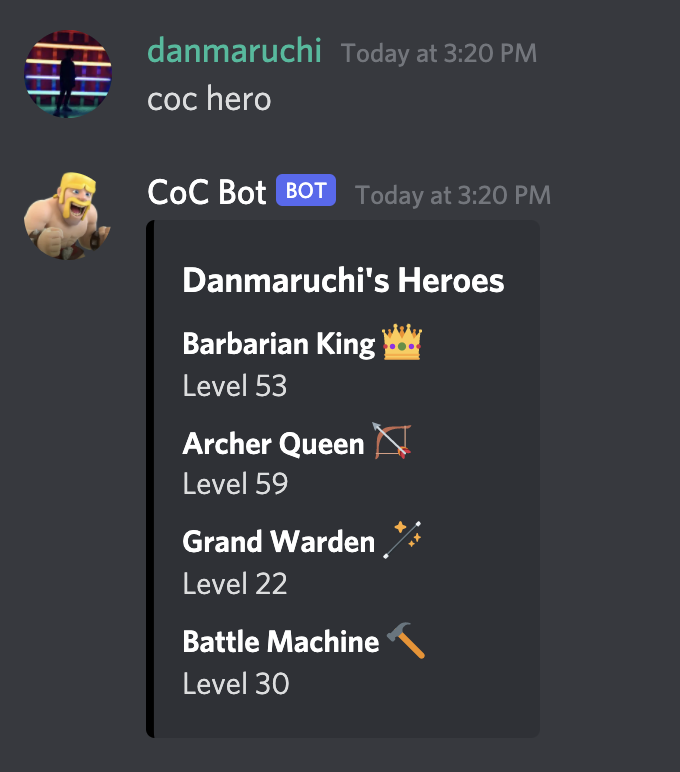 danmaruchi Today at 3:20 PM
coc hero
CoC Bot BOT Today at 3:20 PM
Danmaruchi's Heroes
Barbarian King 👑
Level 53
Archer Queen 🏹
Level 59
Grand Warden 🪄
Level 22
Battle Machine 🔨
Level 30